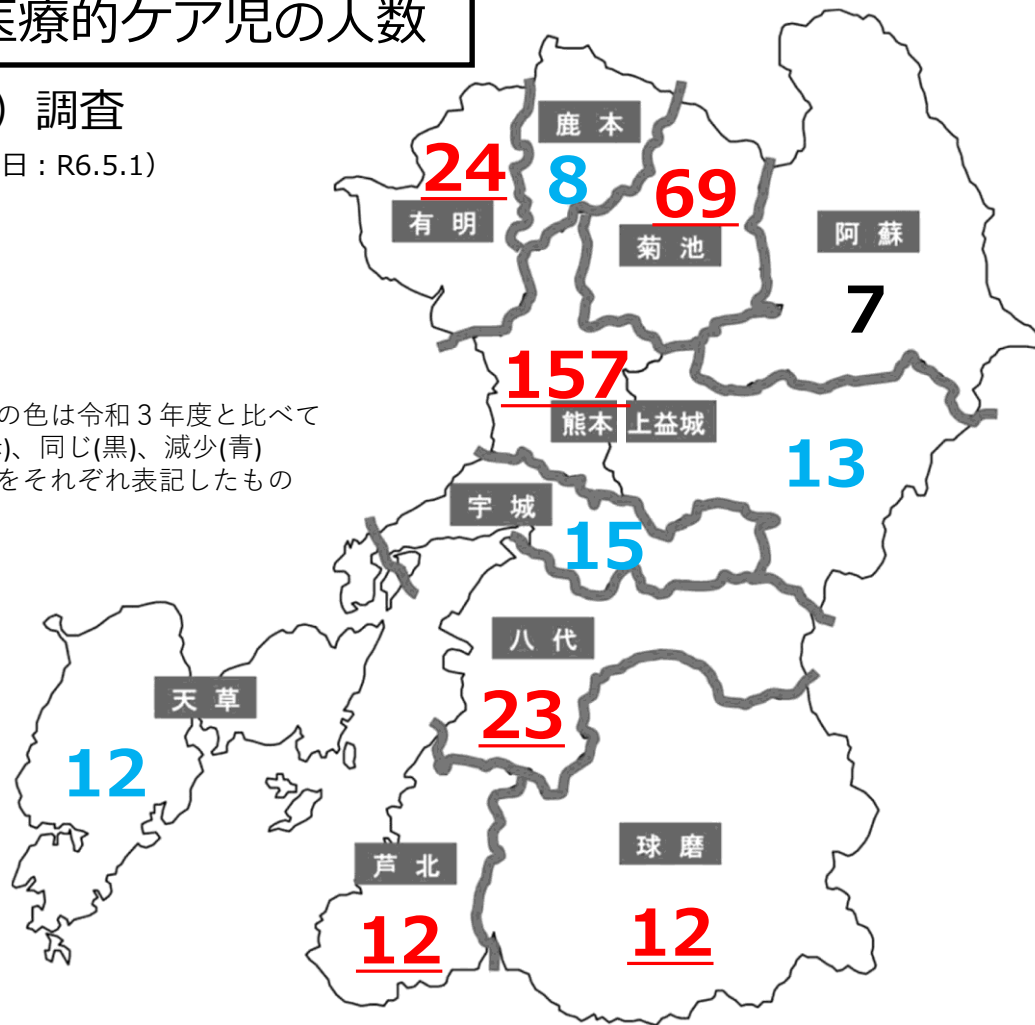 医療的ケア児の人数
）調査
日：R6.5.1）
鹿本
8
24
有明
69
菊池
阿蘇
7
157
熊本 上益城
の色は令和３年度と比べて
)、同じ(黒)、減少(青)
をそれぞれ表記したもの
13
宇城
15
八代
23
天草
12
芦北
12
球磨
12